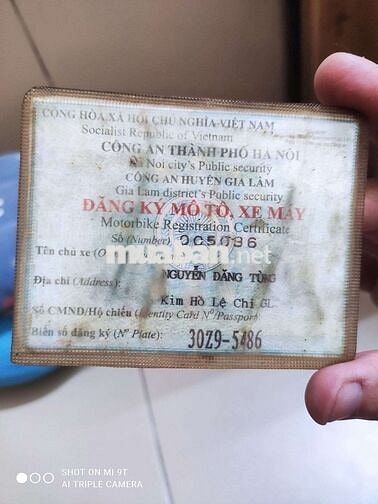 CỘNG HÒA XÃ HỘI CHỦ NGHĨA VIỆT NAM
Socialist Republic of Vietnam
CÔNG AN THÀNH PHỐ HÀ NỘI
Ha Noi city's Public security
CÔNG AN HUYỆN GIA LÂM
Gia Lam district's Public security
ĐĂNG KÝ MÔ TÔ, XE MÁY
Motorbike Registration Certificate
Số (Number) 005036
Tên chủ xe
muaban.net
NGUYỄN ĐĂNG TÙNG
Địa chỉ (Address):
Kim Hồ Lệ Chi GL
Số CMND/Hộ chiếu (Identity Card Nº/Passport)
Biển số đăng ký (Nº Plate): 30Z9-5486
SHOT ON MI 9T
AI TRIPLE CAMERA